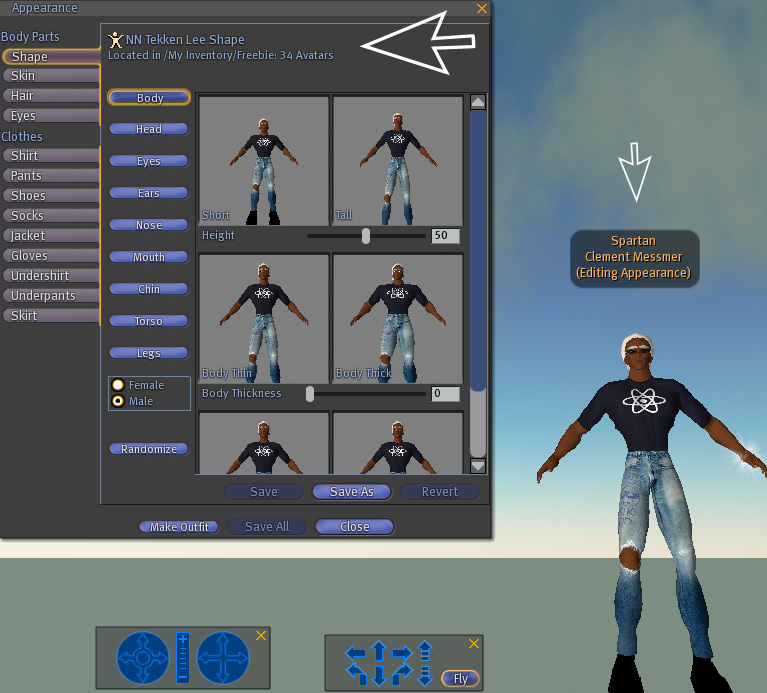 Appearance
Body Parts
Shape
Skin
Hair
Eyes
Clothes
Shirt
Pants
Shoes
Socks
Jacket
Gloves
Undershirt
Underpants
Skirt
NN Tekken Lee Shape
Located in /My Inventory/Freebie: 34 Avatars
Body
Head
Eyes
Ears
Nose
Mouth
Chin
Torso
Legs
Female
Male
Randomize
Short
Tall
Height
50
Body Thin
Body Thick
Body Thickness
0
Save
Save As
Revert
Make Outfit
Save All
Close
Spartan
Clement Messmer
(Editing Appearance)
Fly